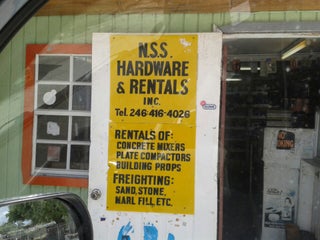 N.S.S.
HARDWARE
& RENTALS
INC.
Tel. 246-416-4026
RENTALS OF:
CONCRETE MIXERS
PLATE COMPACTORS
BUILDING PROPS
FREIGHTING:
SAND, STONE,
MARL FILL, ETC.